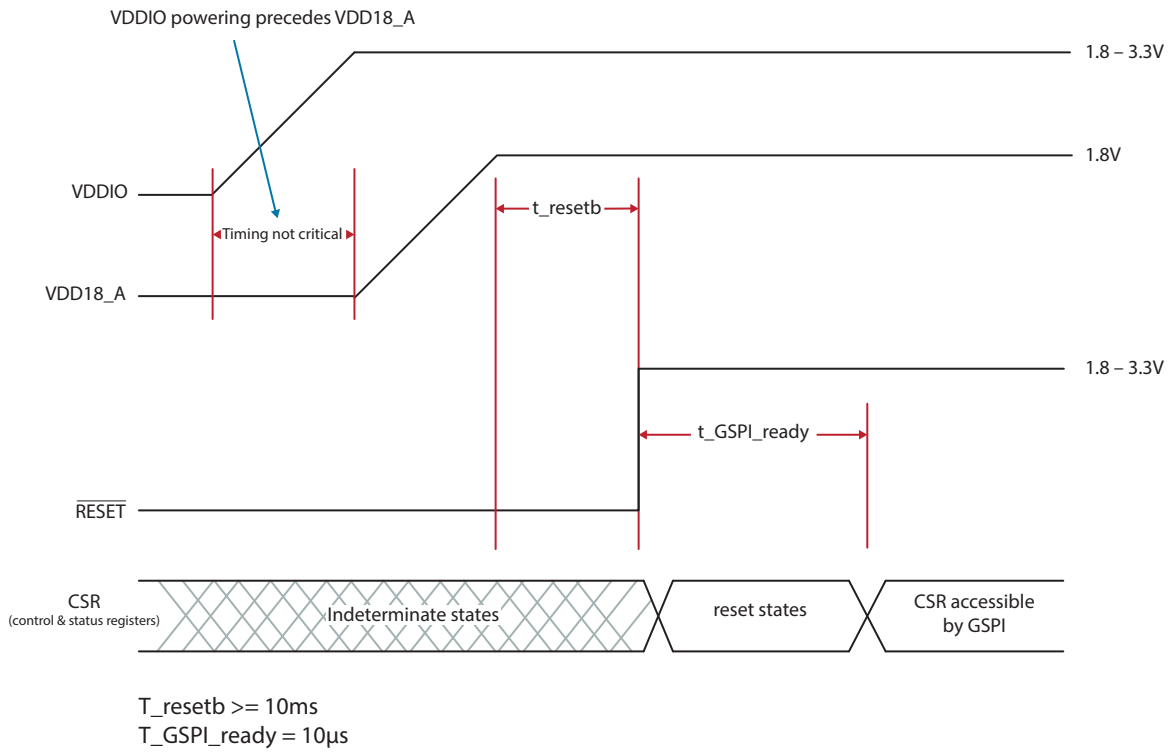 VDDIO powering precedes VDD18_A
1.8 – 3.3V
1.8V
VDDIO
t_resetb
Timing not critical
VDD18_A
1.8 – 3.3V
t_GSPI_ready
RESET
CSR
(control & status registers)
Indeterminate states
reset states
CSR accessible
by GSPI
T_resetb >= 10ms
T_GSPI_ready = 10μs